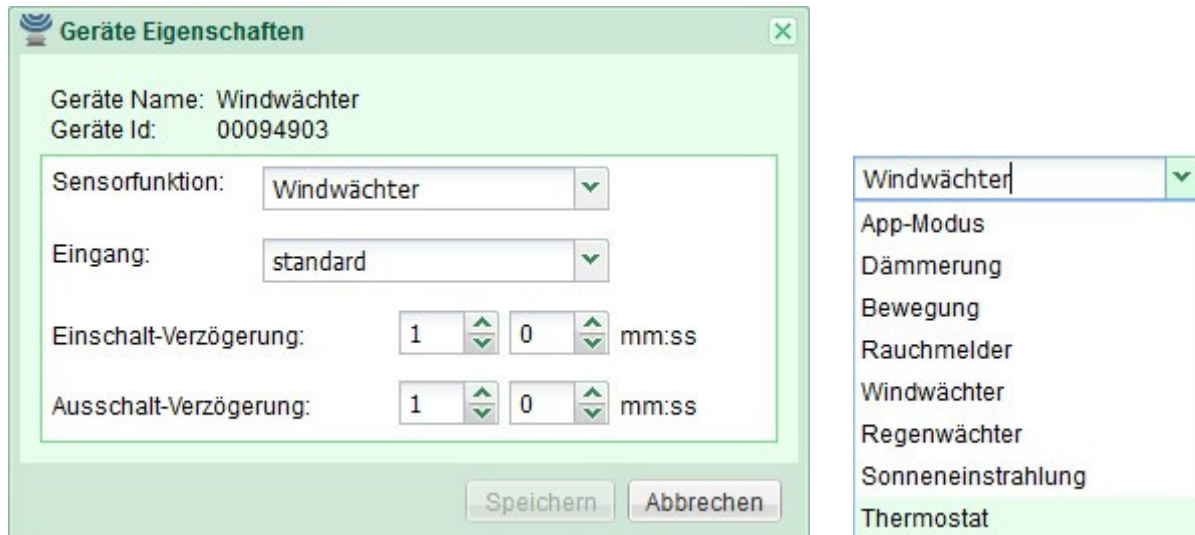 Geräte Eigenschaften
Geräte Name: Windwächter
Geräte Id: 00094903
Sensorfunktion: Windwächter
Eingang: standard
Einschalt-Verzögerung: 1 0 mm:ss
Ausschalt-Verzögerung: 1 0 mm:ss
Speichern Abbrechen
Windwächter
App-Modus
Dämmerung
Bewegung
Rauchmelder
Windwächter
Regenwächter
Sonneneinstrahlung
Thermostat